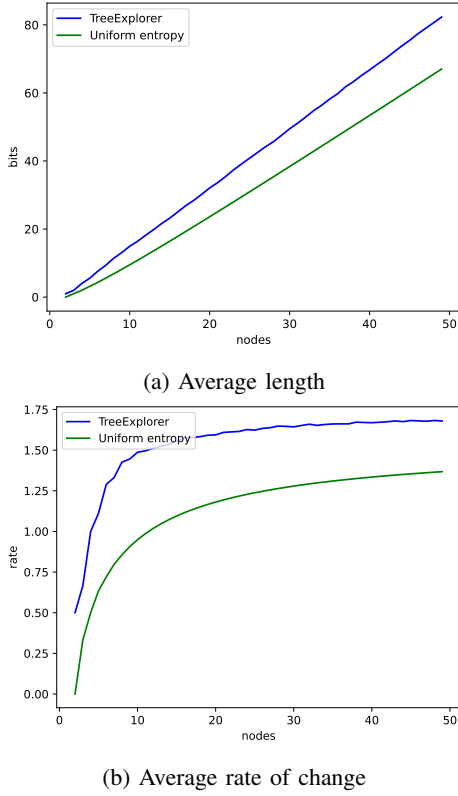 TreeExplorer
Uniform entropy
80
60
40
20
0
bits
0 10 20 30 40 50
nodes
(a) Average length
TreeExplorer
Uniform entropy
1.75
1.50
1.25
1.00
0.75
0.50
0.25
0.00
rate
0 10 20 30 40 50
nodes
(b) Average rate of change